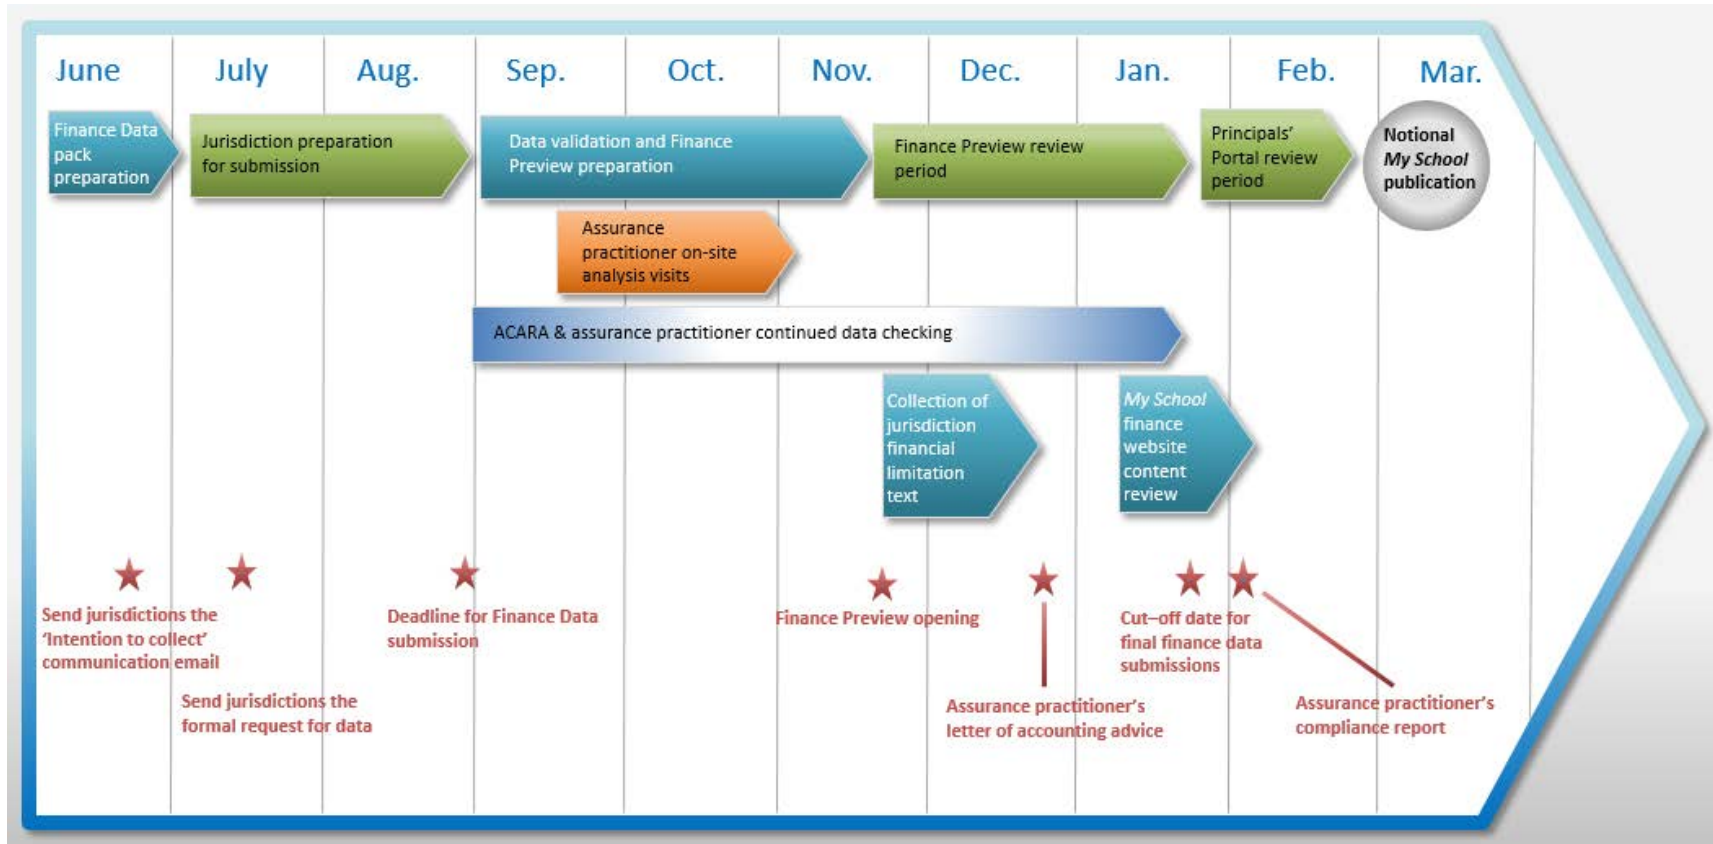 June
July
Aug.
Sep.
Oct.
Nov.
Dec.
Jan.
Feb.
Mar.
Finance Data
pack
preparation
Jurisdiction preparation
for submission
Data validation and Finance
Preview preparation
Finance Preview review
period
Principals’
Portal review
period
Notional
My School
publication
Assurance
practitioner on-site
analysis visits
ACARA & assurance practitioner continued data checking
Collection of
jurisdiction
financial
limitation
text
My School
finance
website
content
review
Send jurisdictions the
‘Intention to collect’
communication email
Send jurisdictions the
formal request for data
Deadline for Finance Data
submission
Finance Preview opening
Assurance practitioner’s
letter of accounting advice
Cut–off date for
final finance data
submissions
Assurance practitioner’s
compliance report